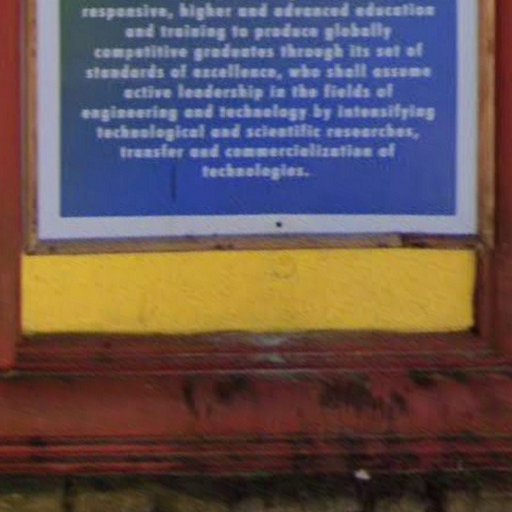 responsive, higher and advanced education
and training to produce globally
competitive graduates through its set of
standards of excellence, who shall assume
active leadership in the fields of
engineering and technology by intensifying
technological and scientific researches,
transfer and commercialization of
technologies.